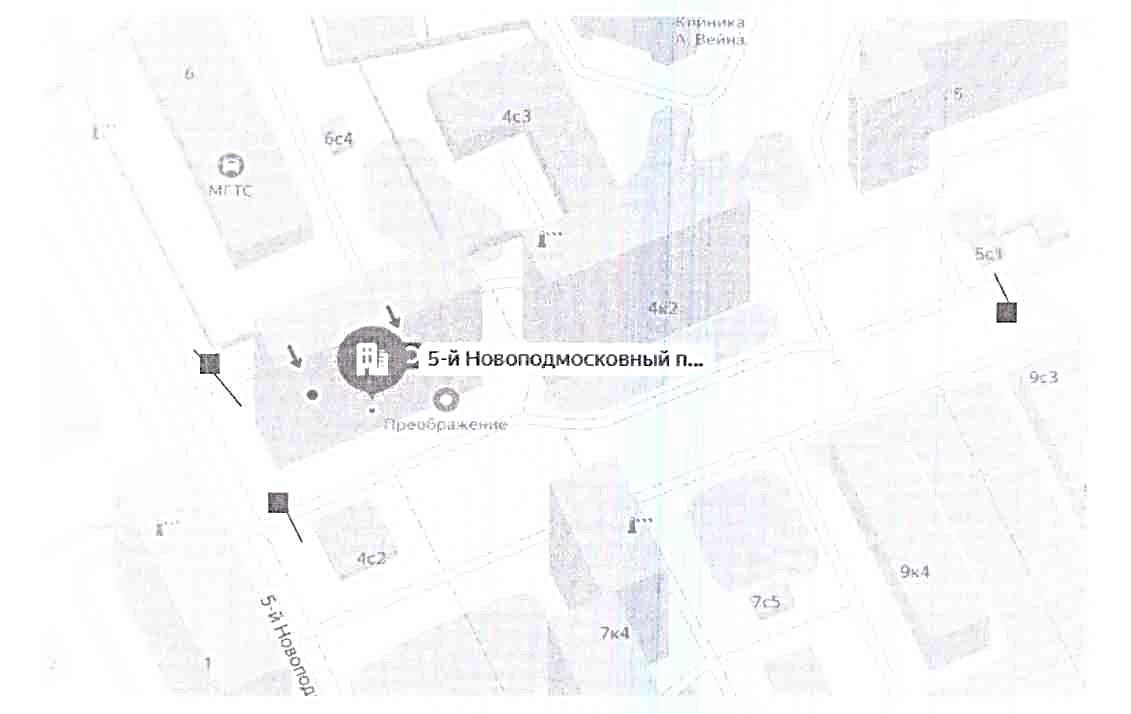 Клиника
А. Вейна
6
5
4с3
6с4
МГТС
5с1
4к2
5-й Новоподмосковный п...
9с3
Преображение
4с2
9к4
7с5
5-й Новопод
7к4
1